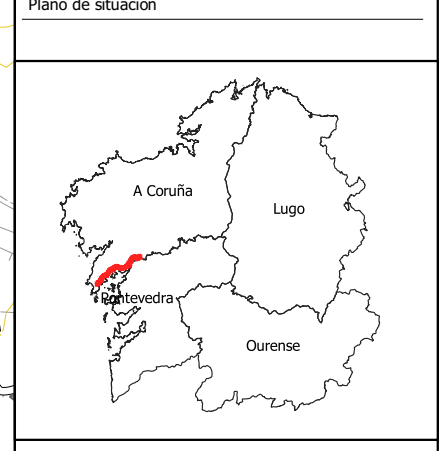 Plano de situación
A Coruña
Lugo
Pontevedra
Ourense